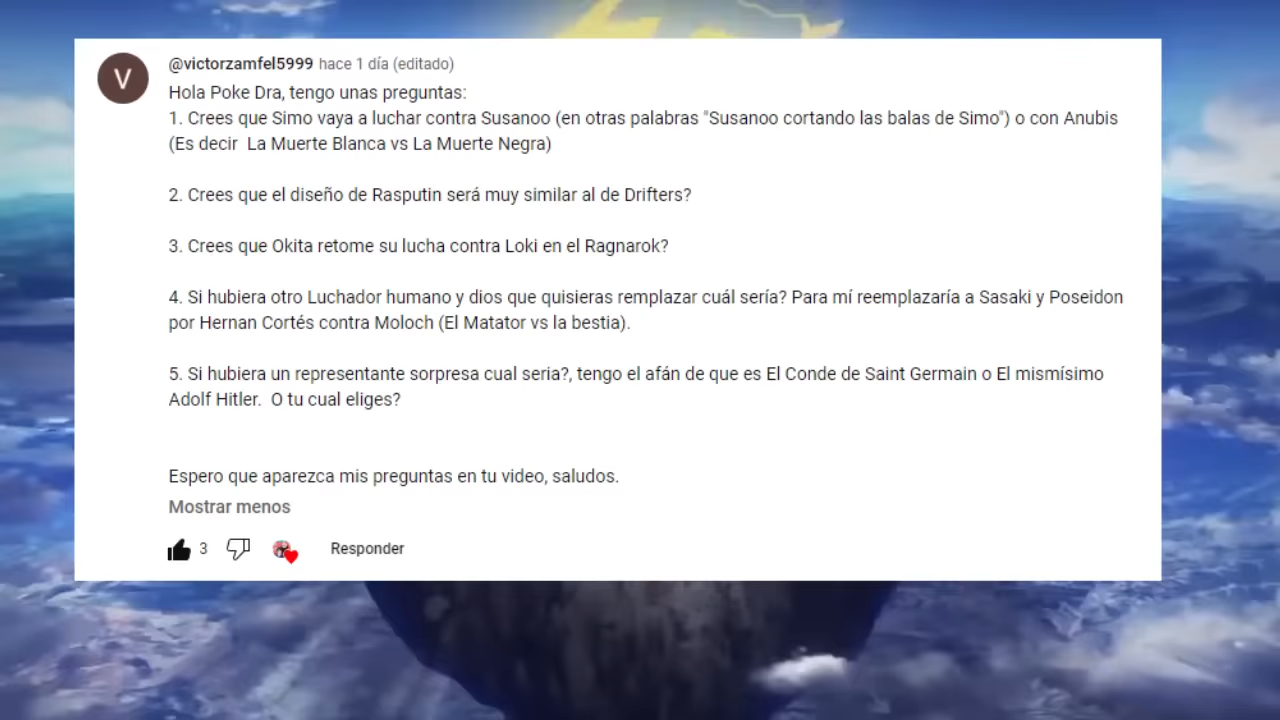 V
@victorzamfel5999 hace 1 día (editado)
Hola Poke Dra, tengo unas preguntas:
1. Crees que Simo vaya a luchar contra Susanoo (en otras palabras "Susanoo cortando las balas de Simo") o con Anubis
(Es decir  La Muerte Blanca vs La Muerte Negra)
2. Crees que el diseño de Rasputin será muy similar al de Drifters?
3. Crees que Okita retome su lucha contra Loki en el Ragnarok?
4. Si hubiera otro Luchador humano y dios que quisieras remplazar cuál sería? Para mí reemplazaría a Sasaki y Poseidon
por Hernan Cortés contra Moloch (El Matator vs la bestia).
5. Si hubiera un representante sorpresa cual seria?, tengo el afán de que es El Conde de Saint Germain o El mismísimo
Adolf Hitler.  O tu cual eliges?
Espero que aparezca mis preguntas en tu video, saludos.
Mostrar menos
3
Responder